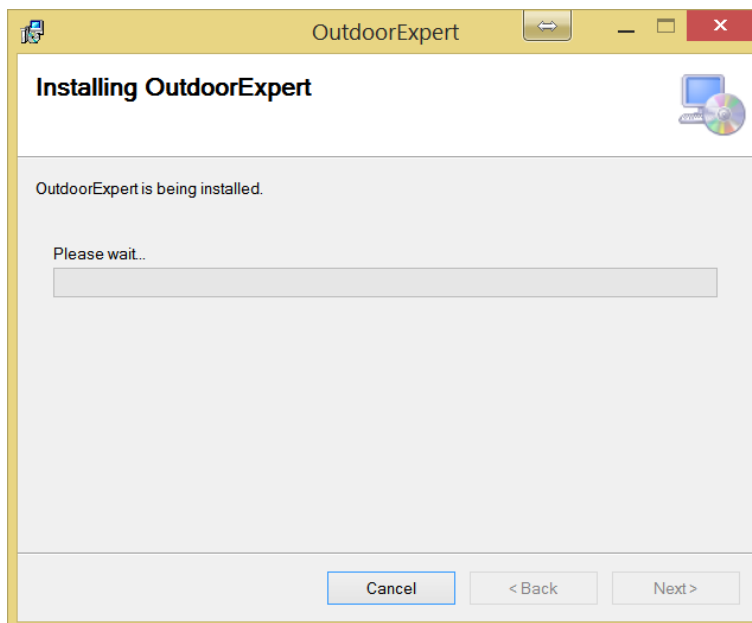 OutdoorExpert
Installing OutdoorExpert
OutdoorExpert is being installed.
Please wait...
Cancel
< Back
Next >